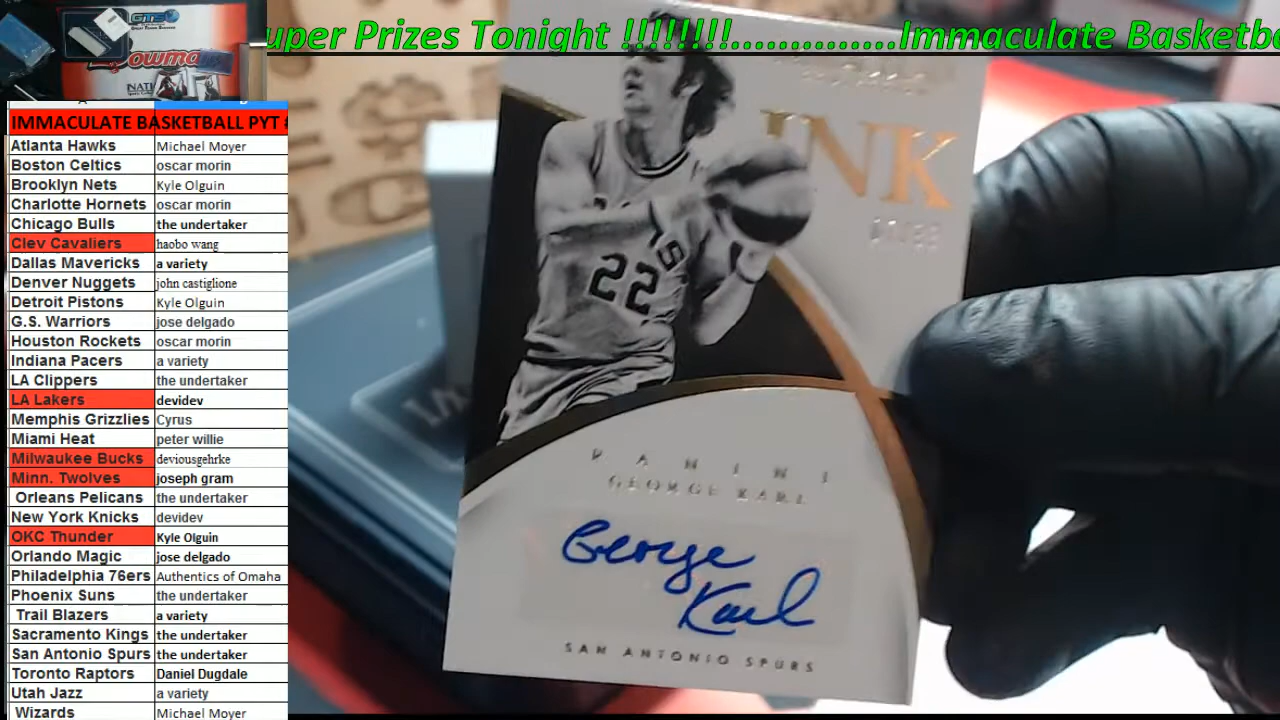 uper Prizes Tonight !!!!!!!!..............Immaculate Basketb
GTS
Bowman
IMMACULATE BASKETBALL PYT #
Atlanta Hawks Michael Moyer
Boston Celtics oscar morin
Brooklyn Nets Kyle Olguin
Charlotte Hornets oscar morin
Chicago Bulls the undertaker
Clev Cavaliers haobo wang
Dallas Mavericks a variety
Denver Nuggets john castiglione
Detroit Pistons Kyle Olguin
G.S. Warriors jose delgado
Houston Rockets oscar morin
Indiana Pacers a variety
LA Clippers the undertaker
LA Lakers devidev
Memphis Grizzlies Cyrus
Miami Heat peter willie
Milwaukee Bucks deviousgehrke
Minn. Twolves joseph gram
Orleans Pelicans the undertaker
New York Knicks devidev
OKC Thunder Kyle Olguin
Orlando Magic jose delgado
Philadelphia 76ers Authentics of Omaha
Phoenix Suns the undertaker
Trail Blazers a variety
Sacramento Kings the undertaker
San Antonio Spurs the undertaker
Toronto Raptors Daniel Dugdale
Utah Jazz a variety
Wizards Michael Moyer
INK
22
PANINI
GEORGE KARL
George
Karl
SAN ANTONIO SPURS